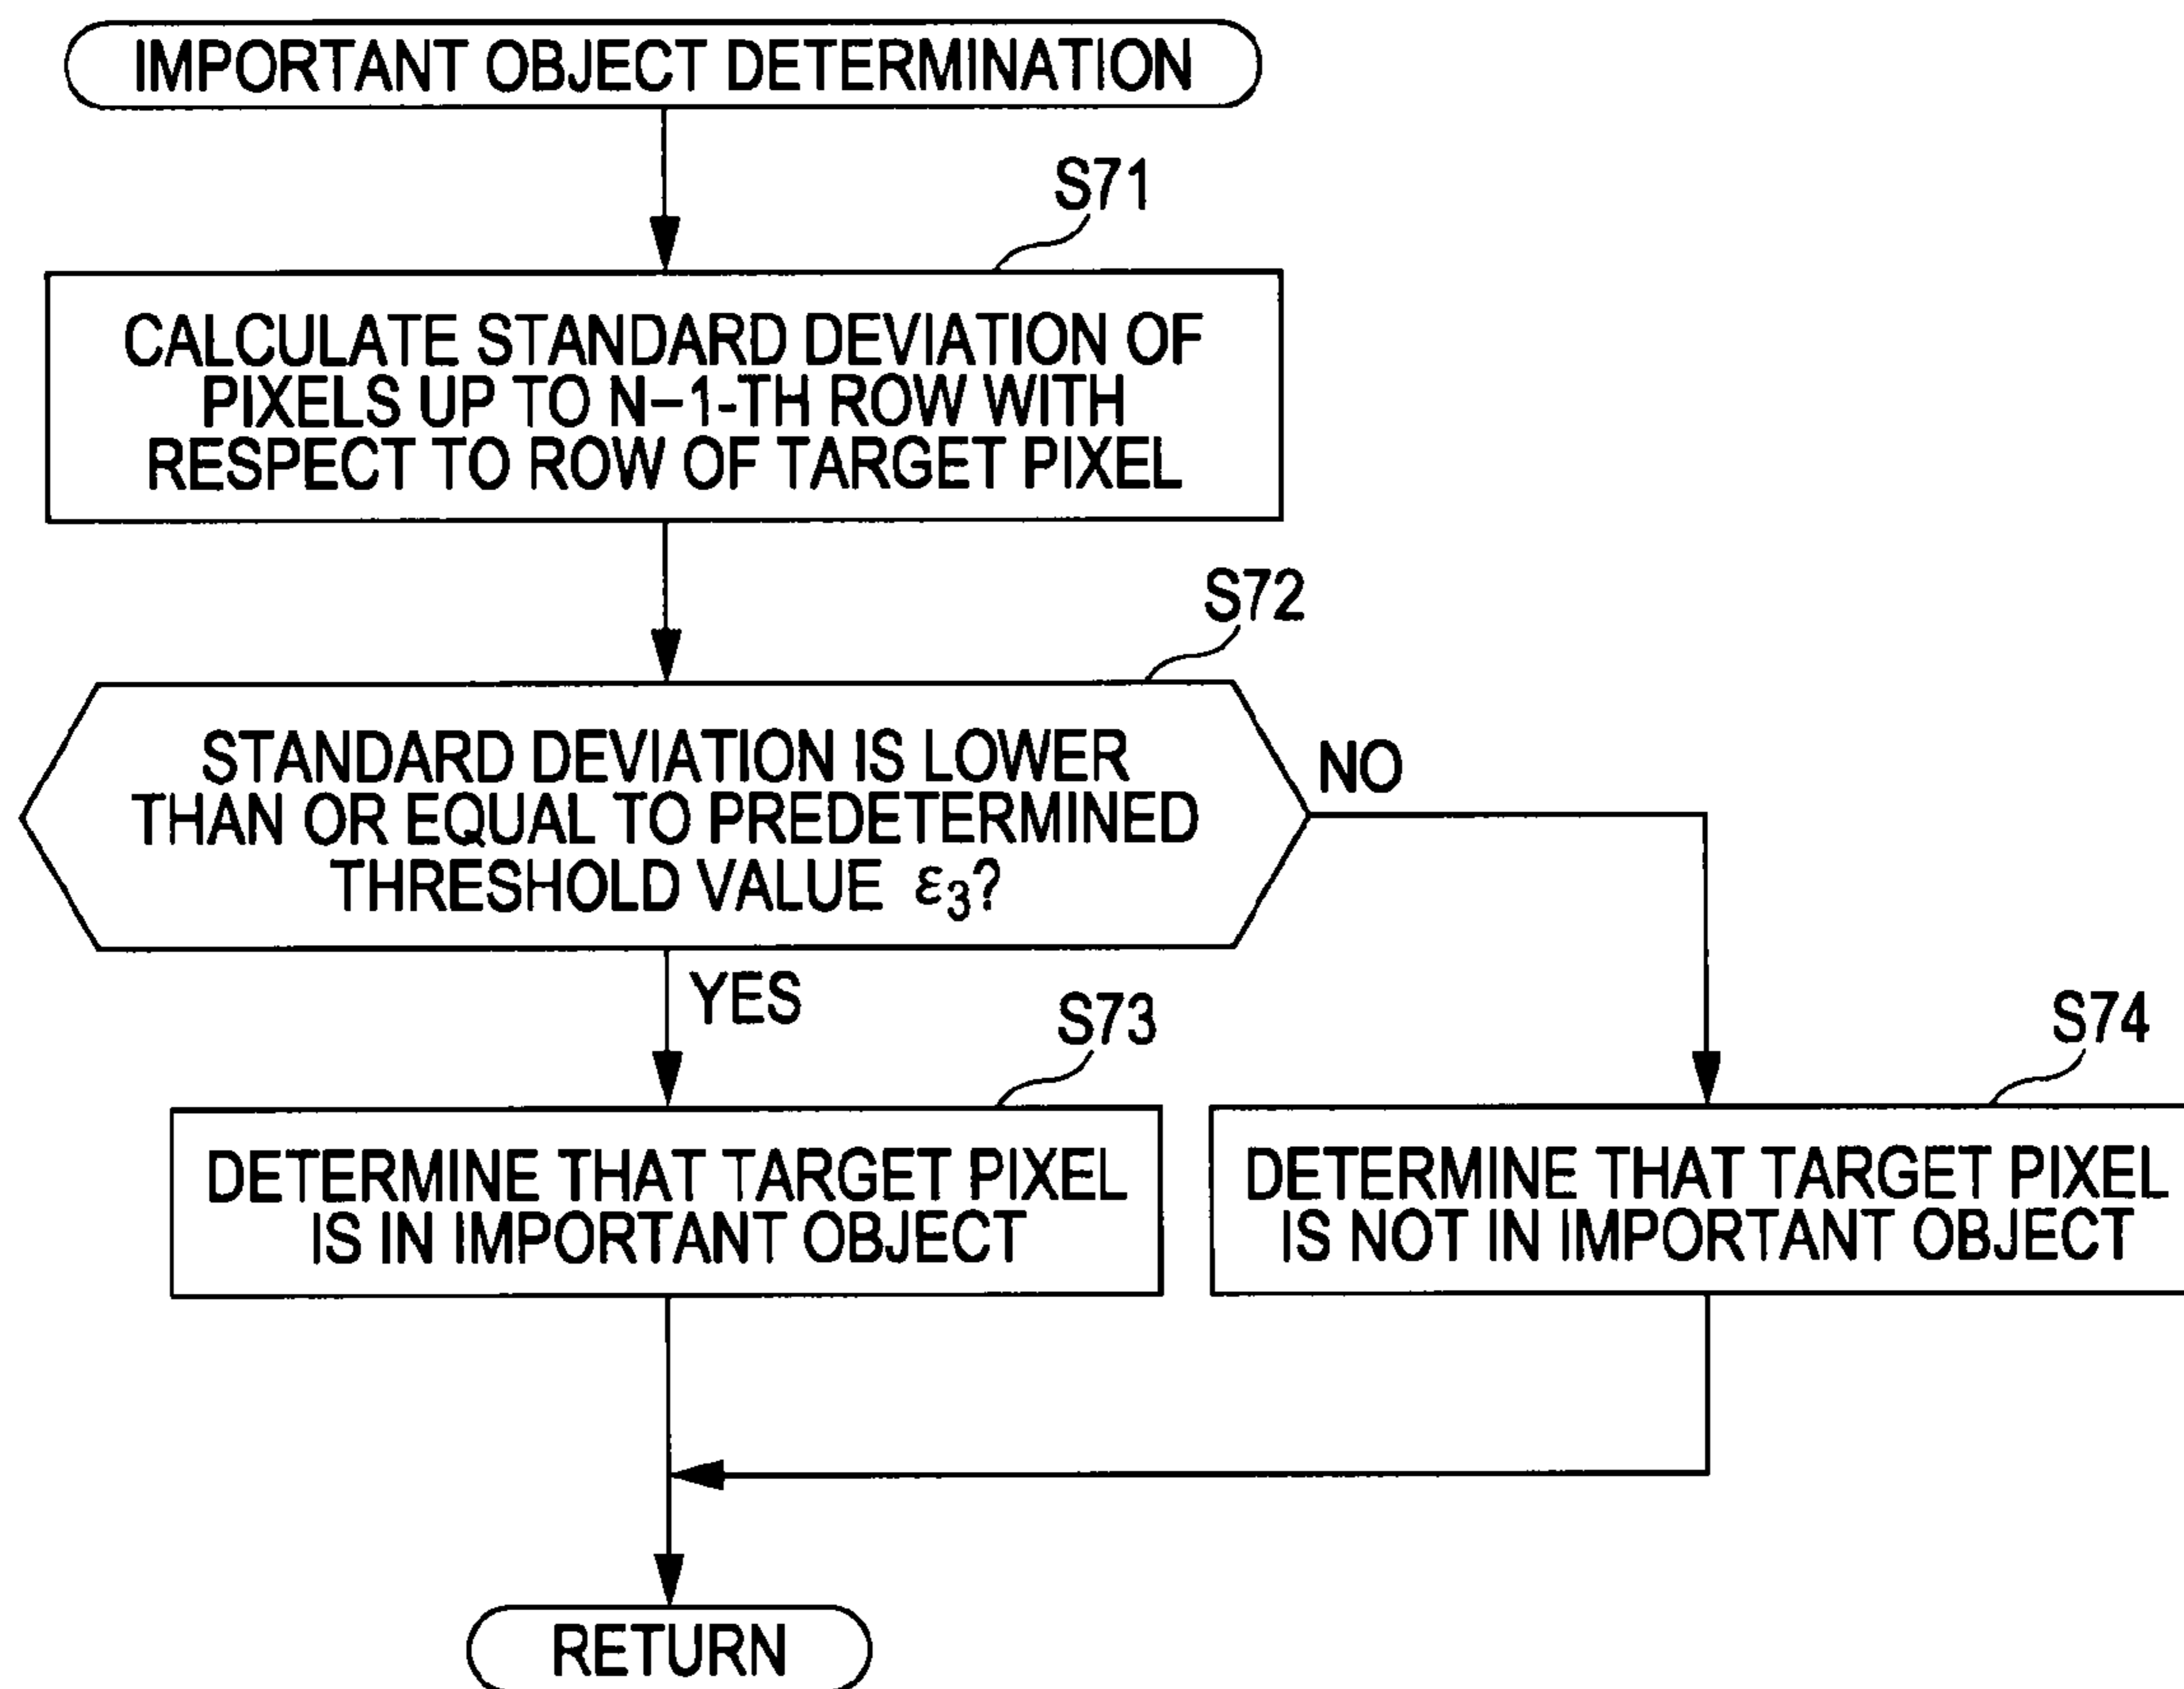 IMPORTANT OBJECT DETERMINATION
S71
CALCULATE STANDARD DEVIATION OF
PIXELS UP TO N–1-TH ROW WITH
RESPECT TO ROW OF TARGET PIXEL
S72
STANDARD DEVIATION IS LOWER
THAN OR EQUAL TO PREDETERMINED
THRESHOLD VALUE ε₃?
NO
YES
S73
DETERMINE THAT TARGET PIXEL
IS IN IMPORTANT OBJECT
S74
DETERMINE THAT TARGET PIXEL
IS NOT IN IMPORTANT OBJECT
RETURN